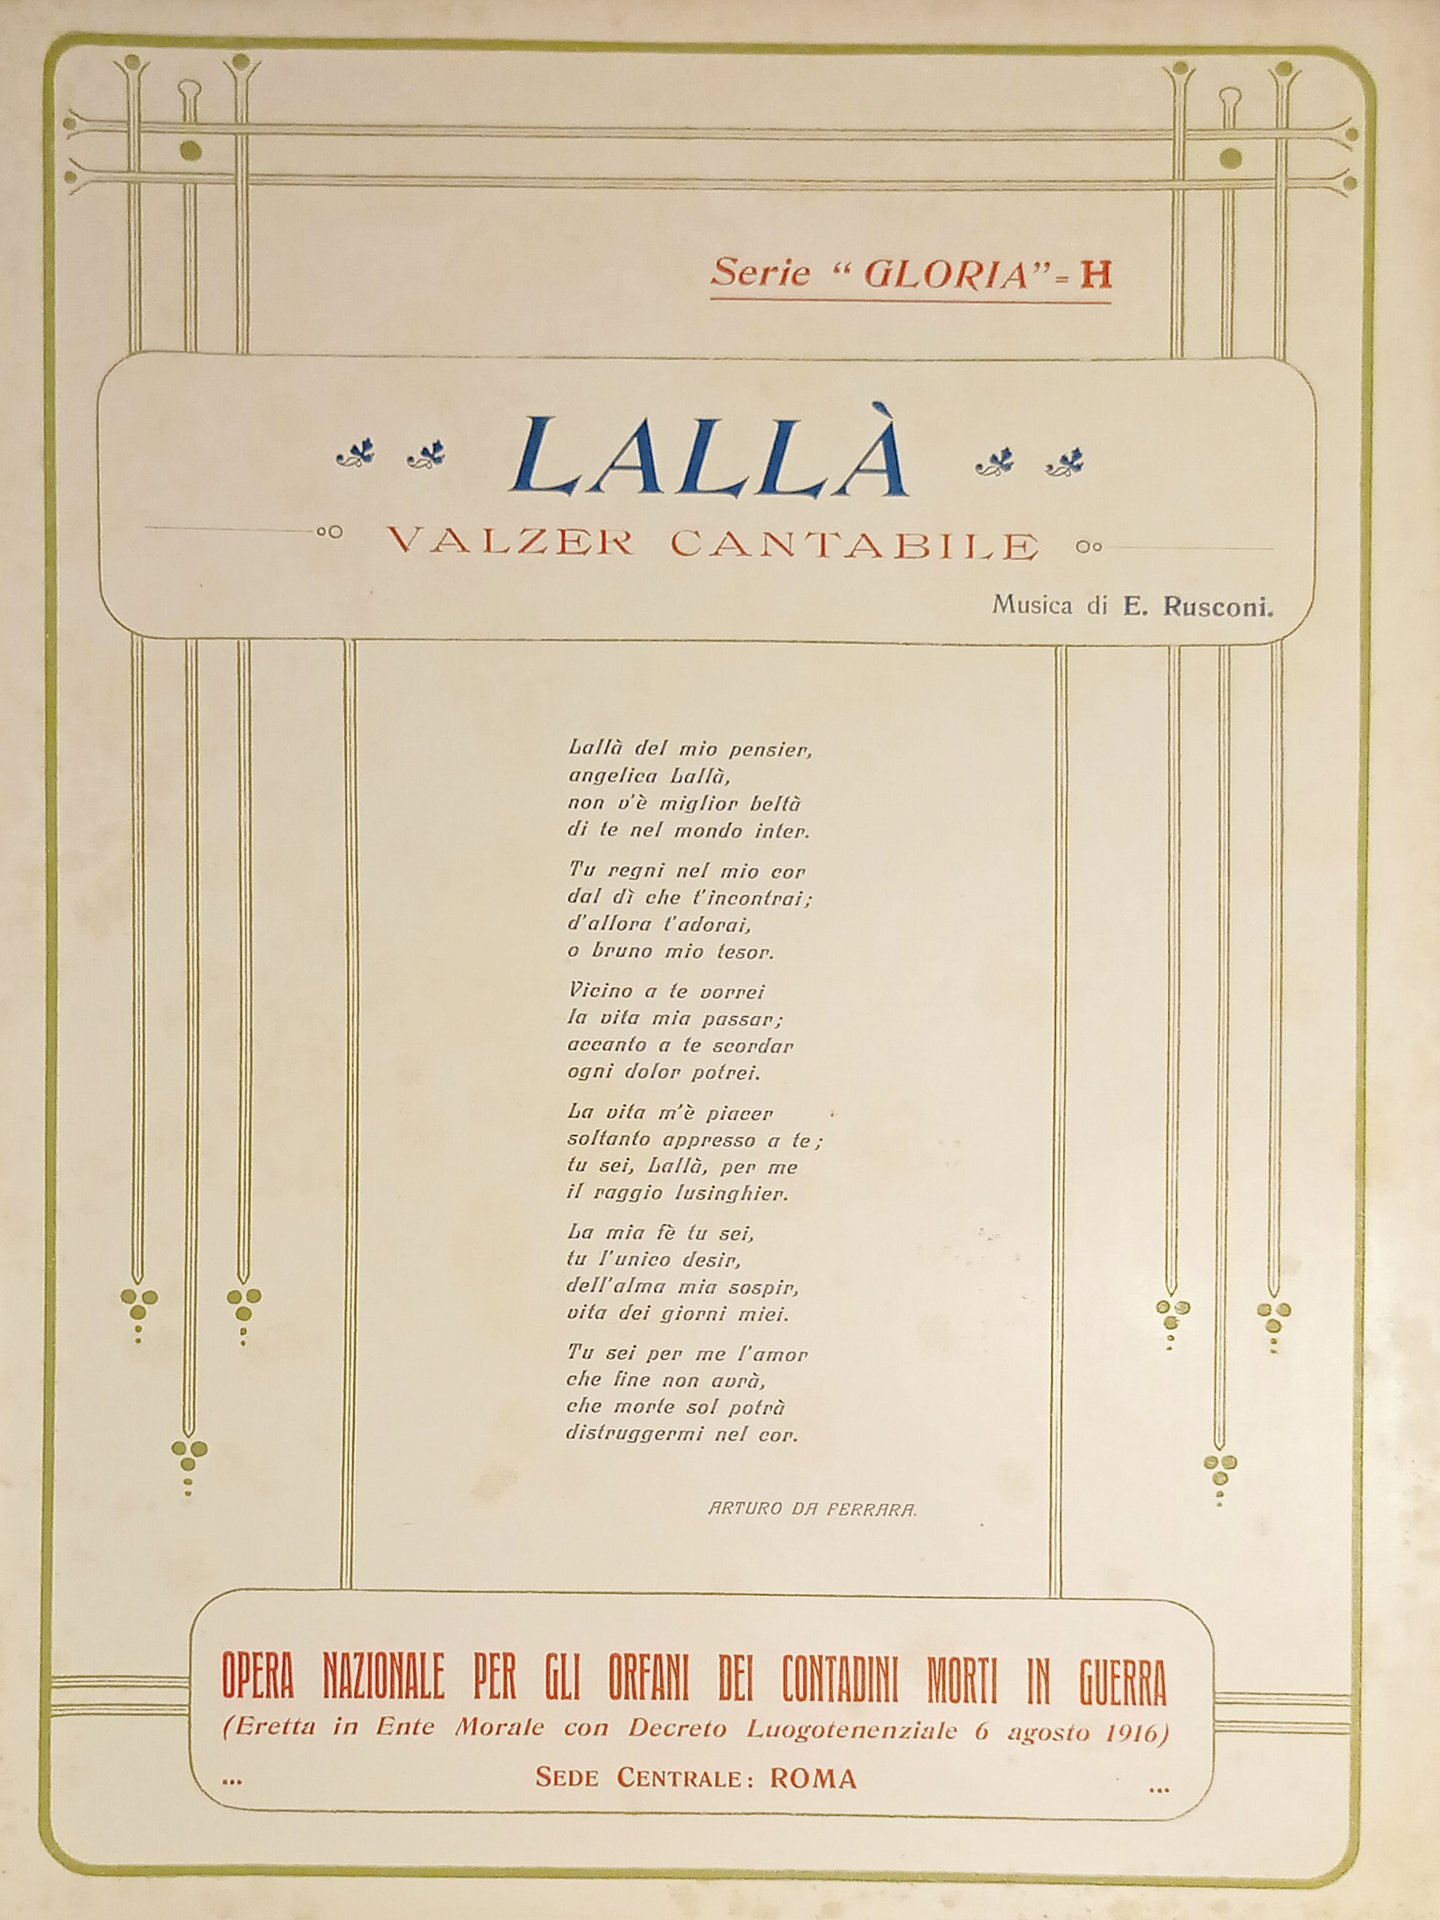 Serie “GLORIA” = H
LALLÀ
VALZER CANTABILE
Musica di E. Rusconi.
Lallà del mio pensier,
angelica Lallà,
non v'è miglior beltà
di te nel mondo inter.
Tu regni nel mio cor
dal dì che t'incontrai;
d'allora t'adorai,
o bruno mio tesor.
Vicino a te vorrei
la vita mia passar;
accanto a te scordar
ogni dolor potrei.
La vita m'è piacer
soltanto appresso a te;
tu sei, Lallà, per me
il raggio lusinghier.
La mia fè tu sei,
tu l'unico desir,
dell'alma mia sospir,
vita dei giorni miei.
Tu sei per me l'amor
che fine non avrà,
che morte sol potrà
distruggermi nel cor.
ARTURO DA FERRARA.
OPERA NAZIONALE PER GLI ORFANI DEI CONTADINI MORTI IN GUERRA
(Eretta in Ente Morale con Decreto Luogotenenziale 6 agosto 1916)
... SEDE CENTRALE: ROMA ...